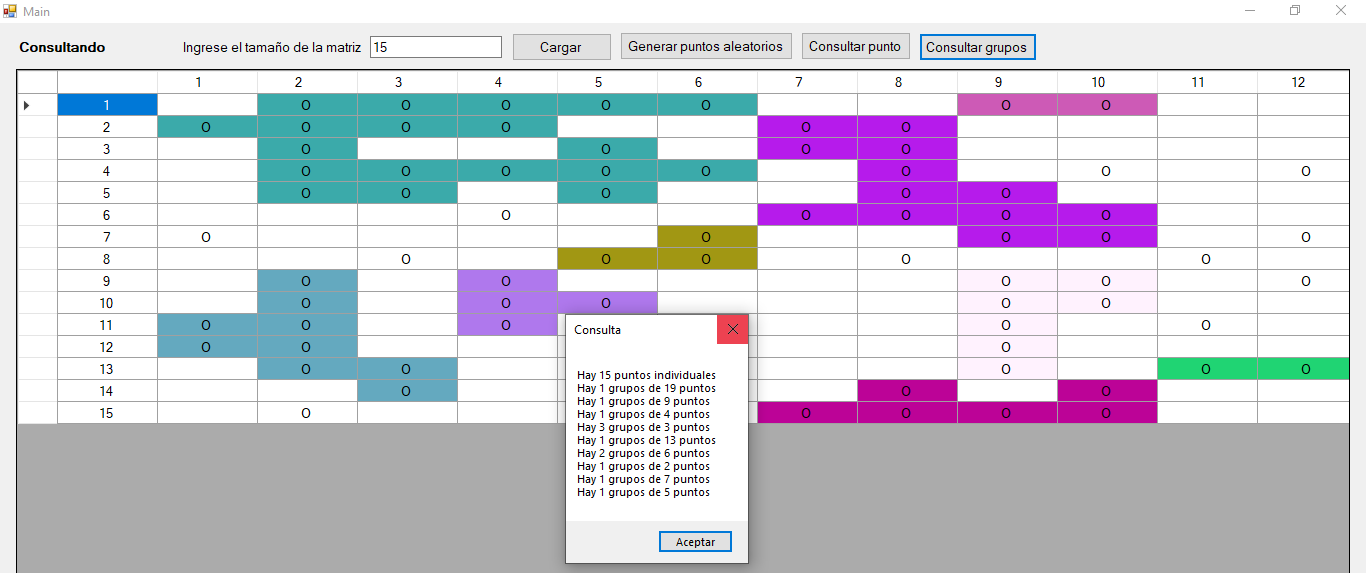 Main
Consultando Ingrese el tamaño de la matriz 15 Cargar Generar puntos aleatorios Consultar punto Consultar grupos
1 2 3 4 5 6 7 8 9 10 11 12
1 O O O O O O O
2 O O O O O O
3 O O O O
4 O O O O O O O O
5 O O O O O
6 O O O O O
7 O O O O O
8 O O O O O
9 O O O O O
10 O O O O O
11 O O O O O
12 O O O
13 O O O O O
14 O O O
15 O O O O O
Consulta
Hay 15 puntos individuales
Hay 1 grupos de 19 puntos
Hay 1 grupos de 9 puntos
Hay 1 grupos de 4 puntos
Hay 3 grupos de 3 puntos
Hay 1 grupos de 13 puntos
Hay 2 grupos de 6 puntos
Hay 1 grupos de 2 puntos
Hay 1 grupos de 7 puntos
Hay 1 grupos de 5 puntos
Aceptar